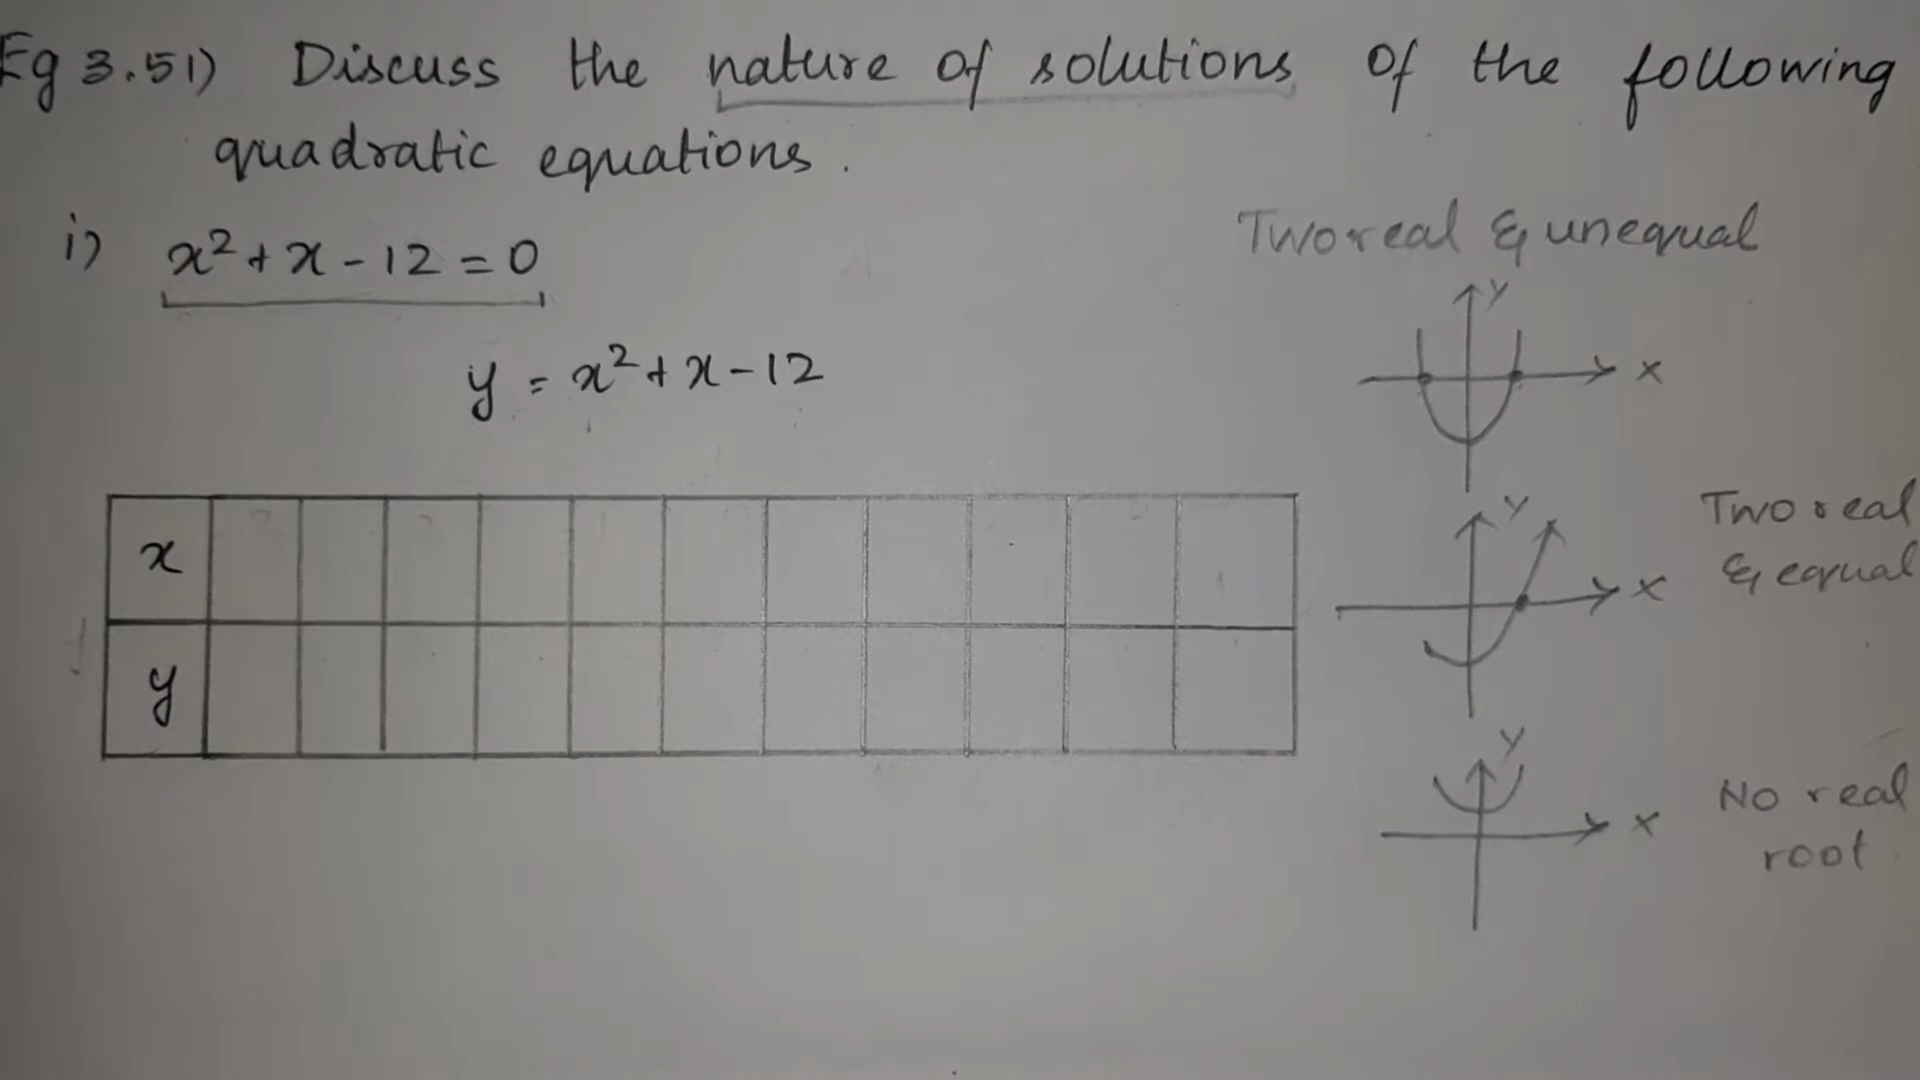 Eg 3.51) Discuss the nature of solutions of the following
quadratic equations.
i) x² + x - 12 = 0
y = x² + x - 12
x
y
Two real & unequal
y
x
y
x
Two real
& equal
y
x
No real
root